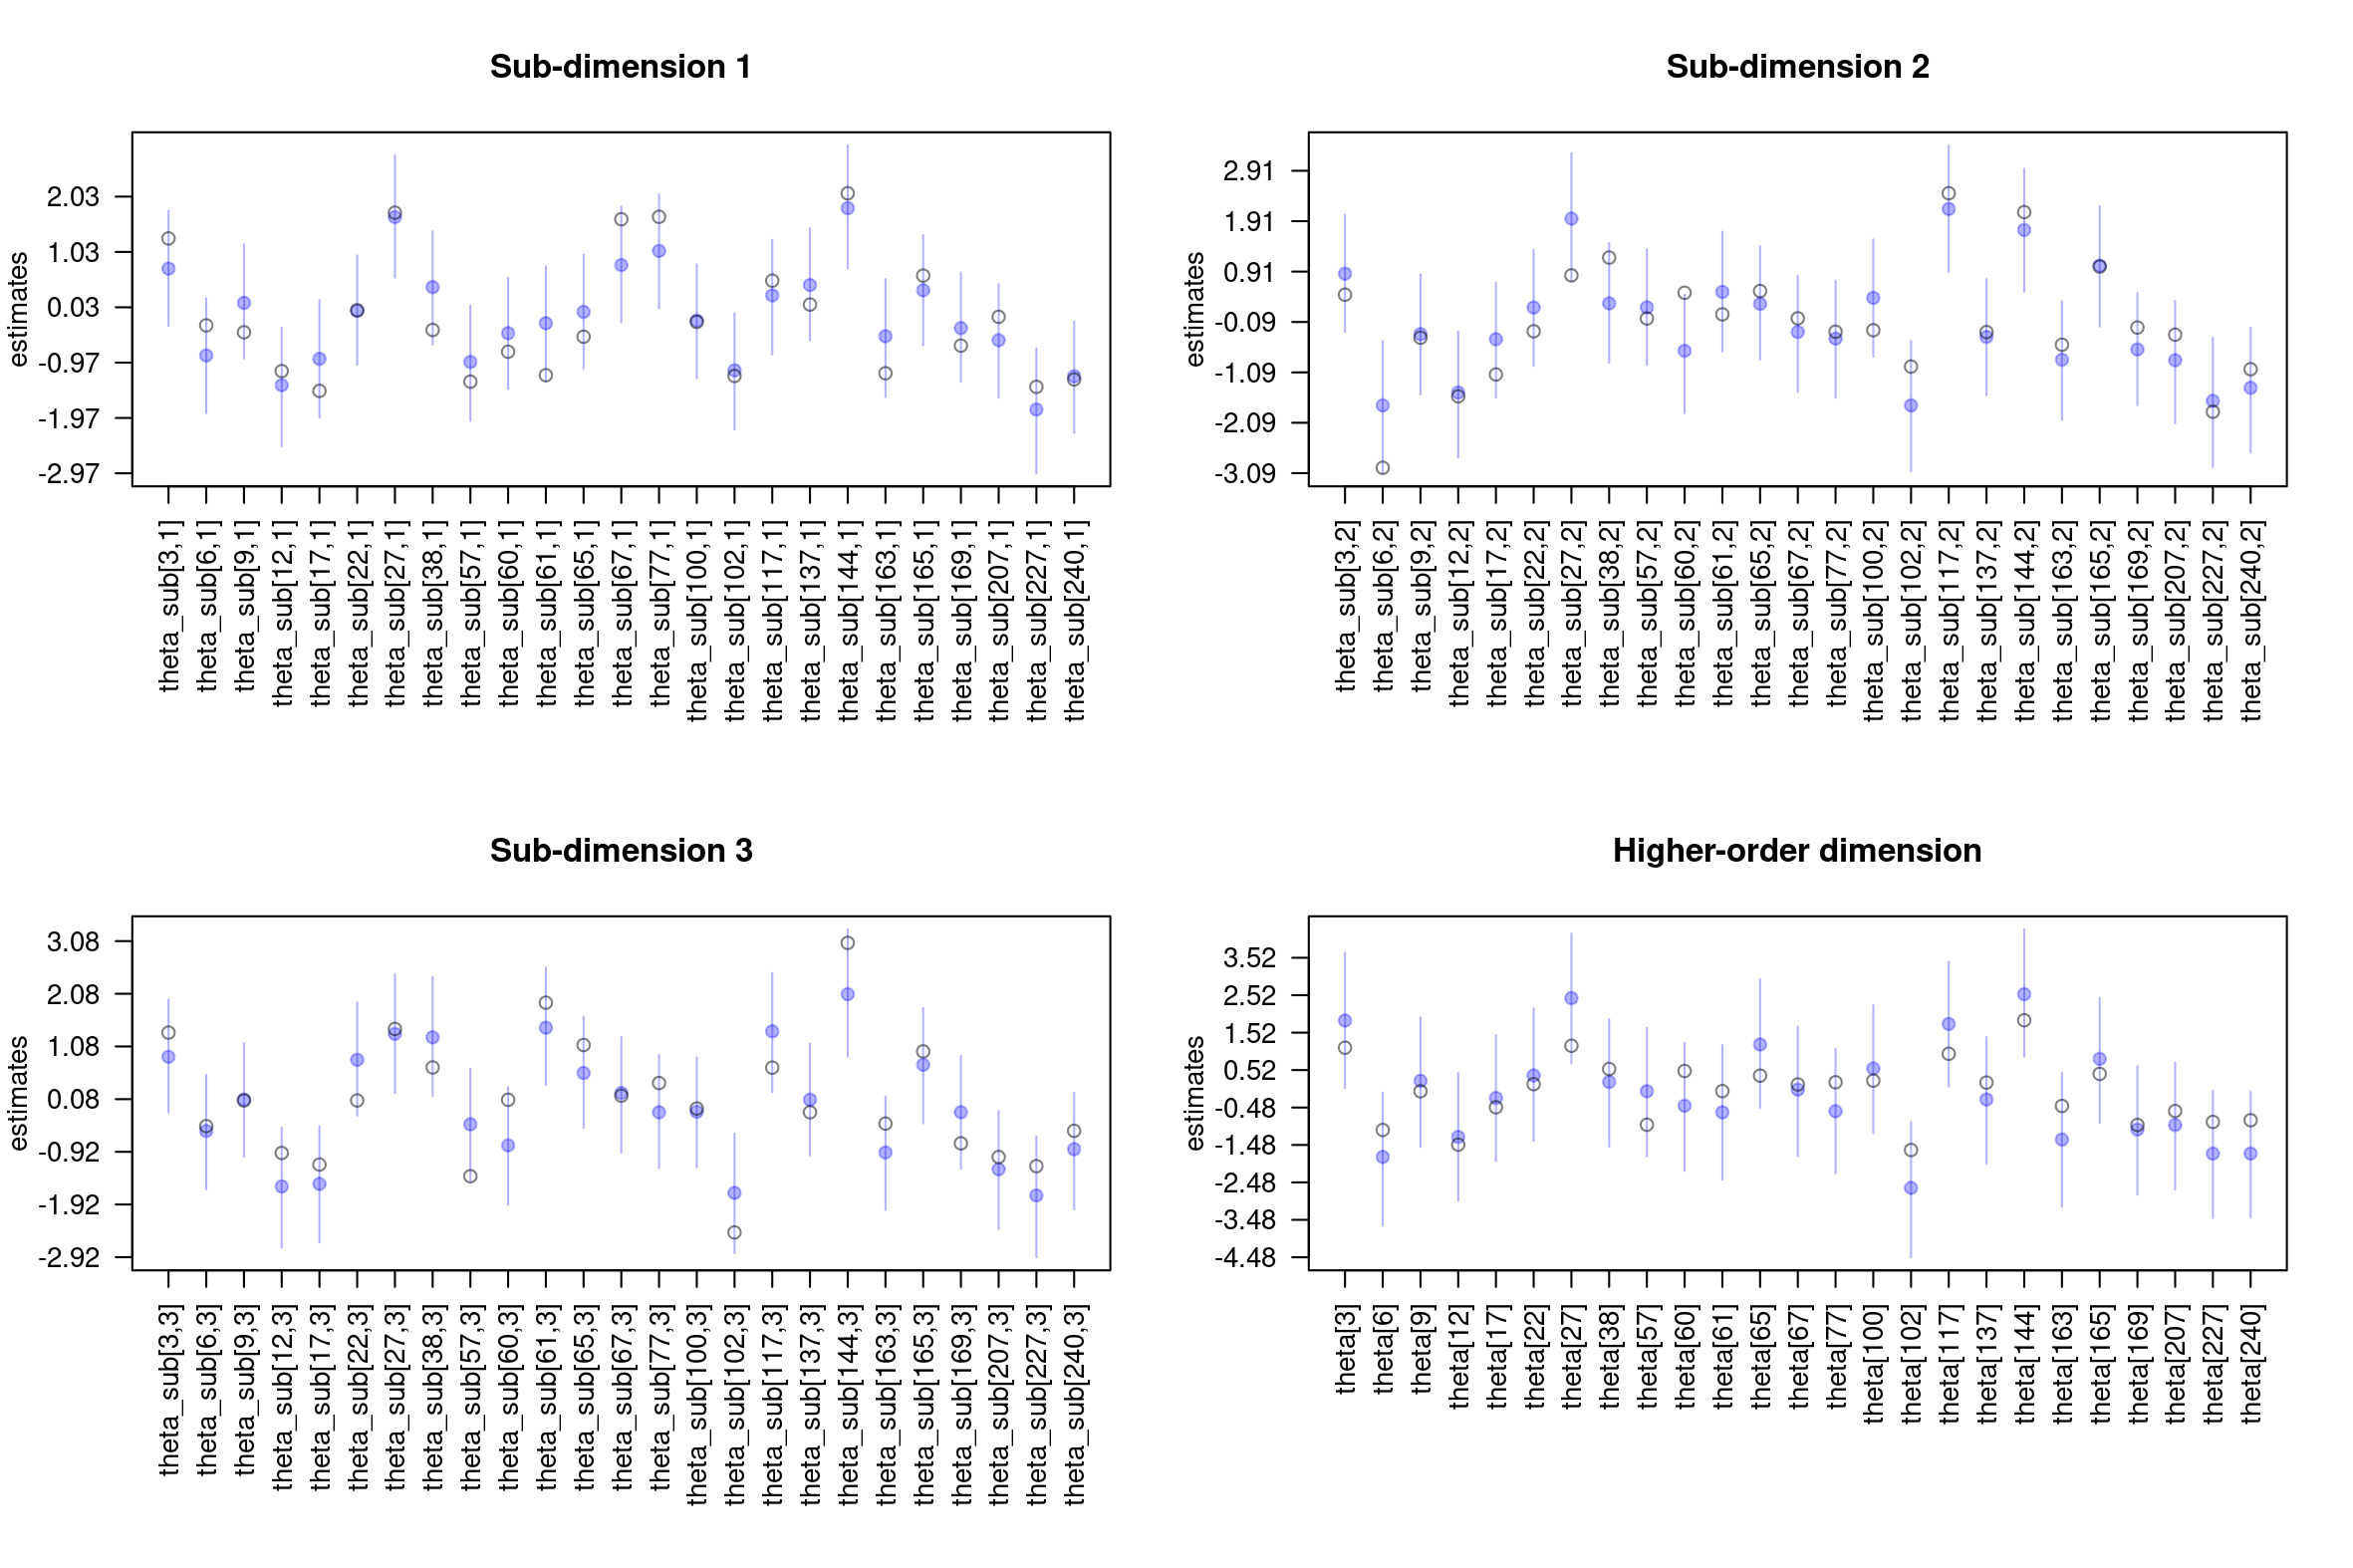 Sub-dimension 1
estimates
2.03
1.03
0.03
-0.97
-1.97
-2.97
theta_sub[3,1]
theta_sub[6,1]
theta_sub[9,1]
theta_sub[12,1]
theta_sub[17,1]
theta_sub[22,1]
theta_sub[27,1]
theta_sub[38,1]
theta_sub[57,1]
theta_sub[60,1]
theta_sub[61,1]
theta_sub[65,1]
theta_sub[67,1]
theta_sub[77,1]
theta_sub[100,1]
theta_sub[102,1]
theta_sub[117,1]
theta_sub[137,1]
theta_sub[144,1]
theta_sub[163,1]
theta_sub[165,1]
theta_sub[169,1]
theta_sub[207,1]
theta_sub[227,1]
theta_sub[240,1]
Sub-dimension 2
estimates
2.91
1.91
0.91
-0.09
-1.09
-2.09
-3.09
theta_sub[3,2]
theta_sub[6,2]
theta_sub[9,2]
theta_sub[12,2]
theta_sub[17,2]
theta_sub[22,2]
theta_sub[27,2]
theta_sub[38,2]
theta_sub[57,2]
theta_sub[60,2]
theta_sub[61,2]
theta_sub[65,2]
theta_sub[67,2]
theta_sub[77,2]
theta_sub[100,2]
theta_sub[102,2]
theta_sub[117,2]
theta_sub[137,2]
theta_sub[144,2]
theta_sub[163,2]
theta_sub[165,2]
theta_sub[169,2]
theta_sub[207,2]
theta_sub[227,2]
theta_sub[240,2]
Sub-dimension 3
estimates
3.08
2.08
1.08
0.08
-0.92
-1.92
-2.92
theta_sub[3,3]
theta_sub[6,3]
theta_sub[9,3]
theta_sub[12,3]
theta_sub[17,3]
theta_sub[22,3]
theta_sub[27,3]
theta_sub[38,3]
theta_sub[57,3]
theta_sub[60,3]
theta_sub[61,3]
theta_sub[65,3]
theta_sub[67,3]
theta_sub[77,3]
theta_sub[100,3]
theta_sub[102,3]
theta_sub[117,3]
theta_sub[137,3]
theta_sub[144,3]
theta_sub[163,3]
theta_sub[165,3]
theta_sub[169,3]
theta_sub[207,3]
theta_sub[227,3]
theta_sub[240,3]
Higher-order dimension
estimates
3.52
2.52
1.52
0.52
-0.48
-1.48
-2.48
-3.48
-4.48
theta[3]
theta[6]
theta[9]
theta[12]
theta[17]
theta[22]
theta[27]
theta[38]
theta[57]
theta[60]
theta[61]
theta[65]
theta[67]
theta[77]
theta[100]
theta[102]
theta[117]
theta[137]
theta[144]
theta[163]
theta[165]
theta[169]
theta[207]
theta[227]
theta[240]